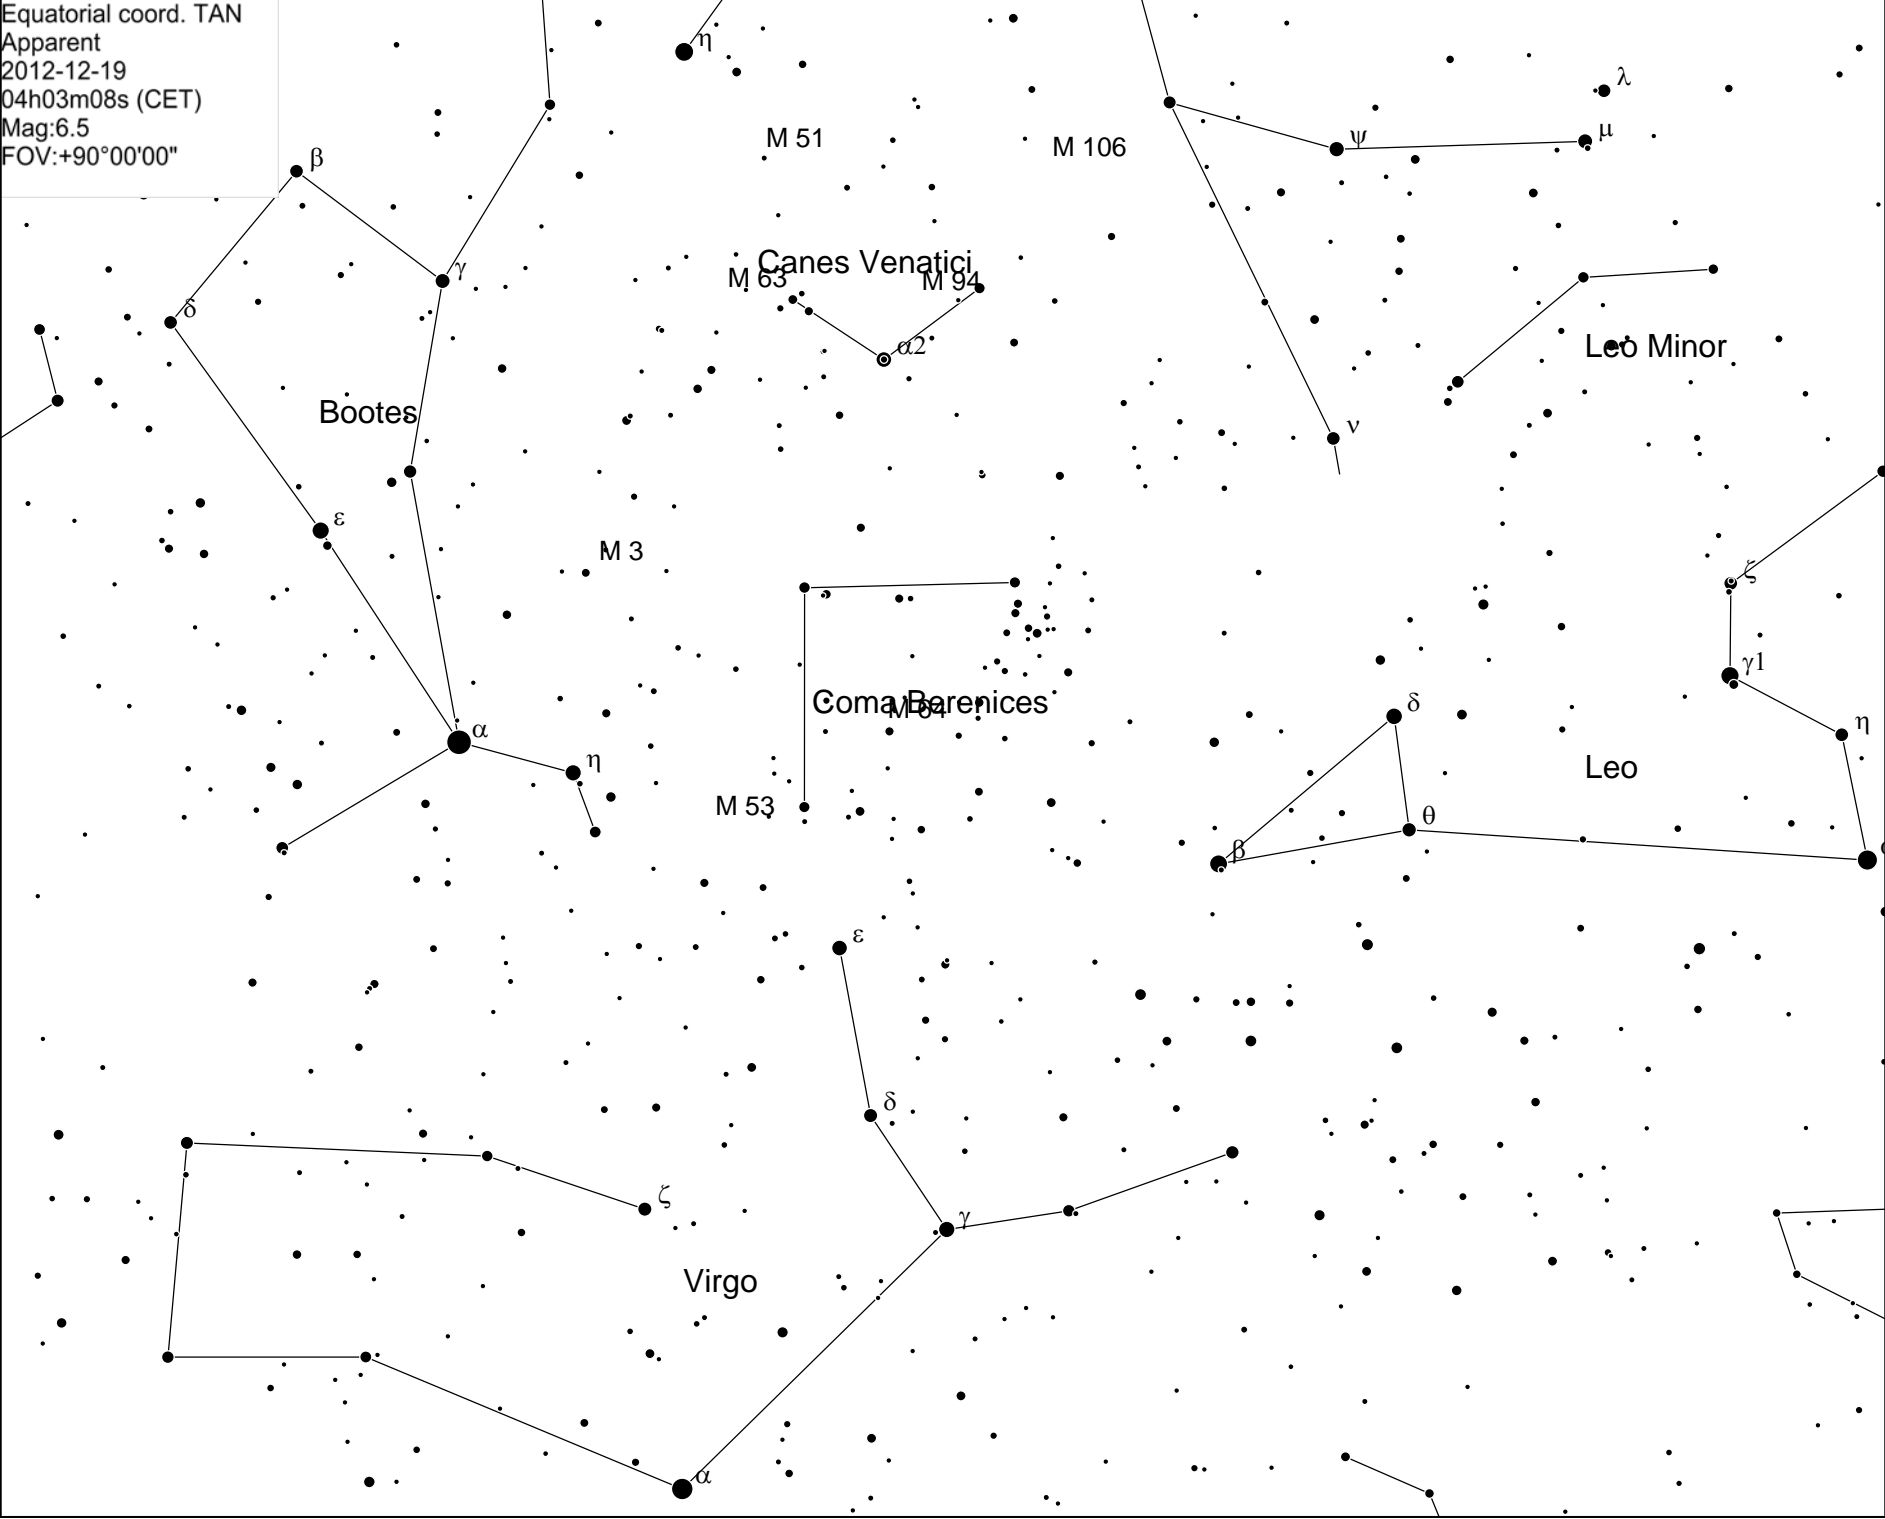 Equatorial coord. TAN
Apparent
2012-12-19
04h03m08s (CET)
Mag:6.5
FOV:+90°00'00"
η
λ
M 51
M 106
ψ
μ
β
γ
Canes Venatici
M 63
M 94
δ
α2
Leo Minor
Bootes
ν
ε
M 3
ζ
γ1
Coma Berenices
M 64
δ
α
η
η
Leo
M 53
θ
β
ε
δ
ζ
γ
Virgo
α